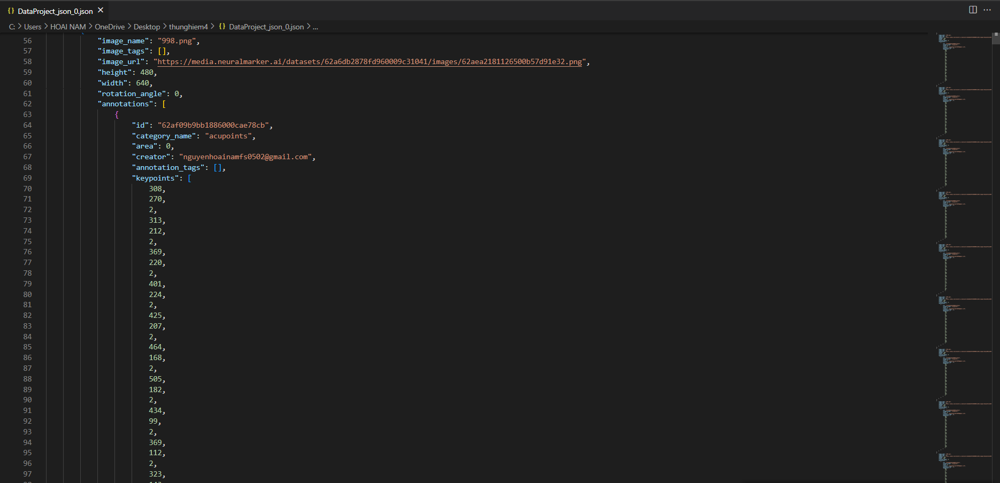 {} DataProject_json_0.json ×
C: > Users > HOAI NAM > OneDrive > Desktop > thunghiem4 > {} DataProject_json_0.json > ...
56 "image_name": "998.png",
57 "image_tags": [],
58 "image_url": "https://media.neuralmarker.ai/datasets/62a6db2878fd960009c31041/images/62aea2181126500b57d91e32.png",
59 "height": 480,
60 "width": 640,
61 "rotation_angle": 0,
62 "annotations": [
63 {
64 "id": "62af09b9bb1886000cae78cb",
65 "category_name": "acupoints",
66 "area": 0,
67 "creator": "nguyenhoainamfs0502@gmail.com",
68 "annotation_tags": [],
69 "keypoints": [
70 308,
71 270,
72 2,
73 313,
74 212,
75 2,
76 369,
77 220,
78 2,
79 401,
80 224,
81 2,
82 425,
83 207,
84 2,
85 464,
86 168,
87 2,
88 505,
89 182,
90 2,
91 434,
92 99,
93 2,
94 369,
95 112,
96 2,
97 323,